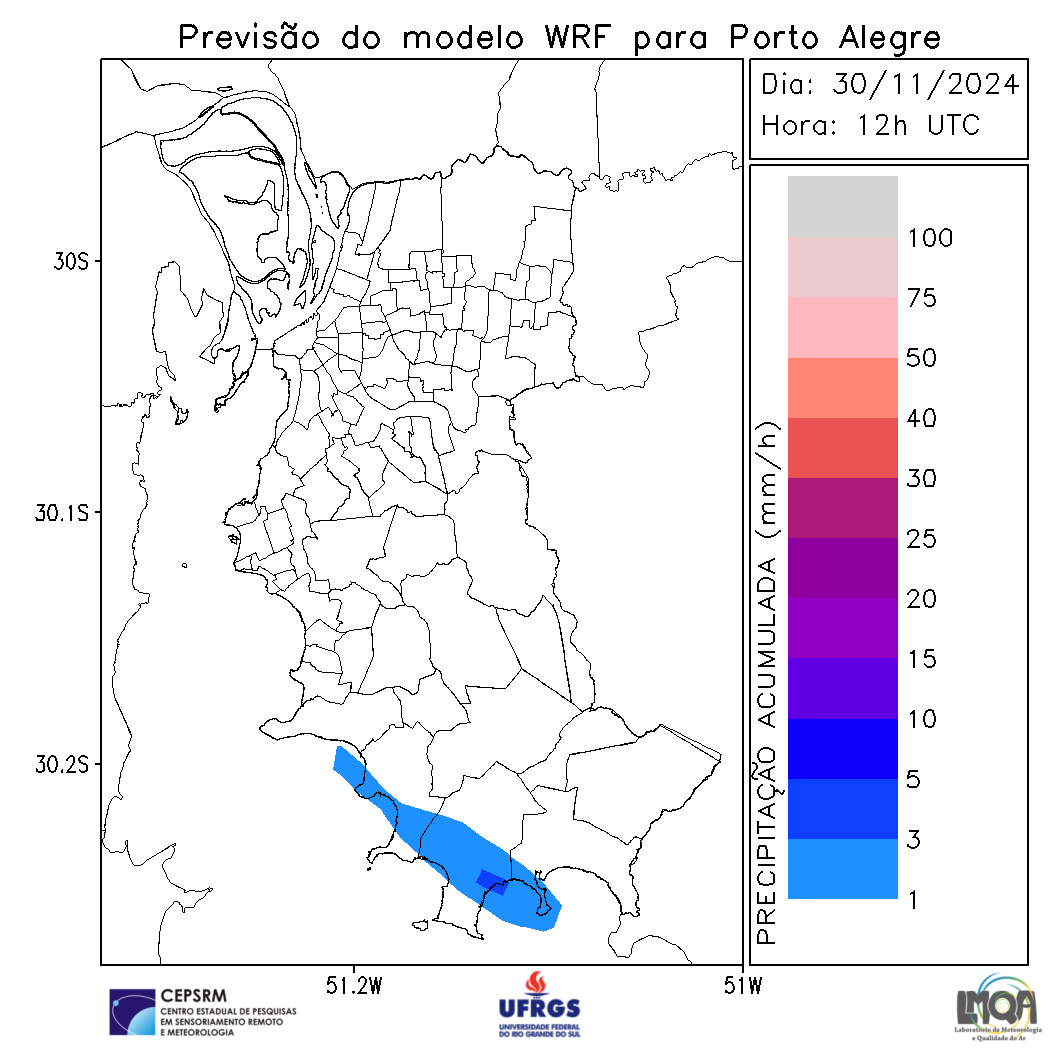 Previsão do modelo WRF para Porto Alegre
Dia: 30/11/2024
Hora: 12h UTC
30S
30.1S
30.2S
51.2W
51W
PRECIPITAÇÃO ACUMULADA (mm/h)
100
75
50
40
30
25
20
15
10
5
3
1
CEPSRM
CENTRO ESTADUAL DE PESQUISAS
EM SENSORIAMENTO REMOTO
E METEOROLOGIA
UFRGS
UNIVERSIDADE FEDERAL
DO RIO GRANDE DO SUL
LMQA
Laboratório de Meteorologia
e Qualidade do Ar